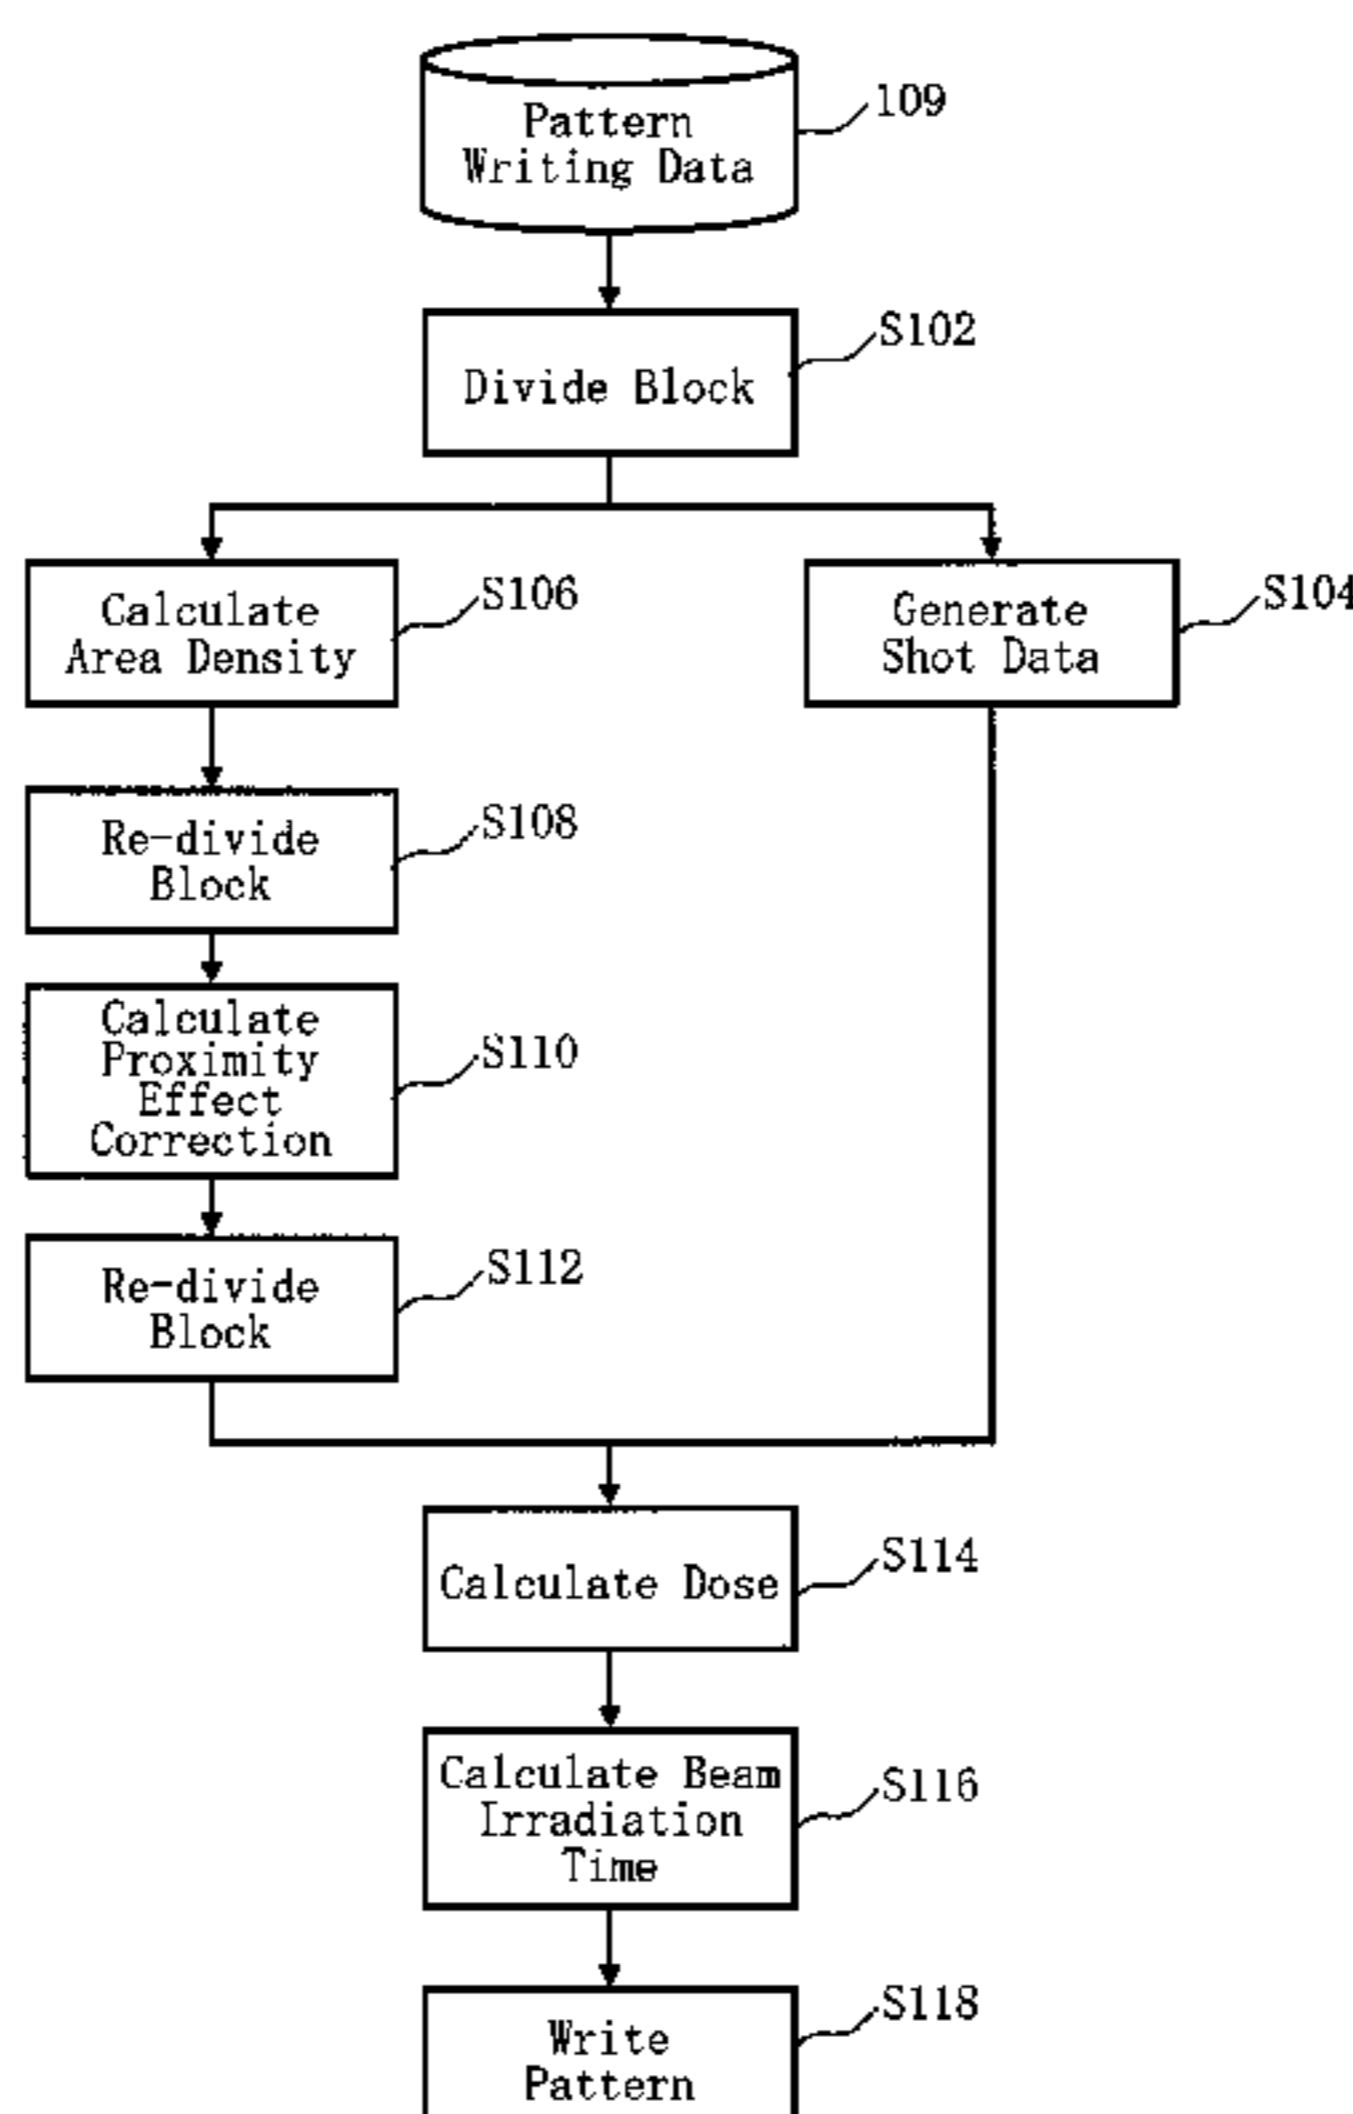 Pattern
Writing Data
109
Divide Block
S102
Calculate
Area Density
S106
Generate
Shot Data
S104
Re-divide
Block
S108
Calculate
Proximity
Effect
Correction
S110
Re-divide
Block
S112
Calculate Dose
S114
Calculate Beam
Irradiation
Time
S116
Write
Pattern
S118